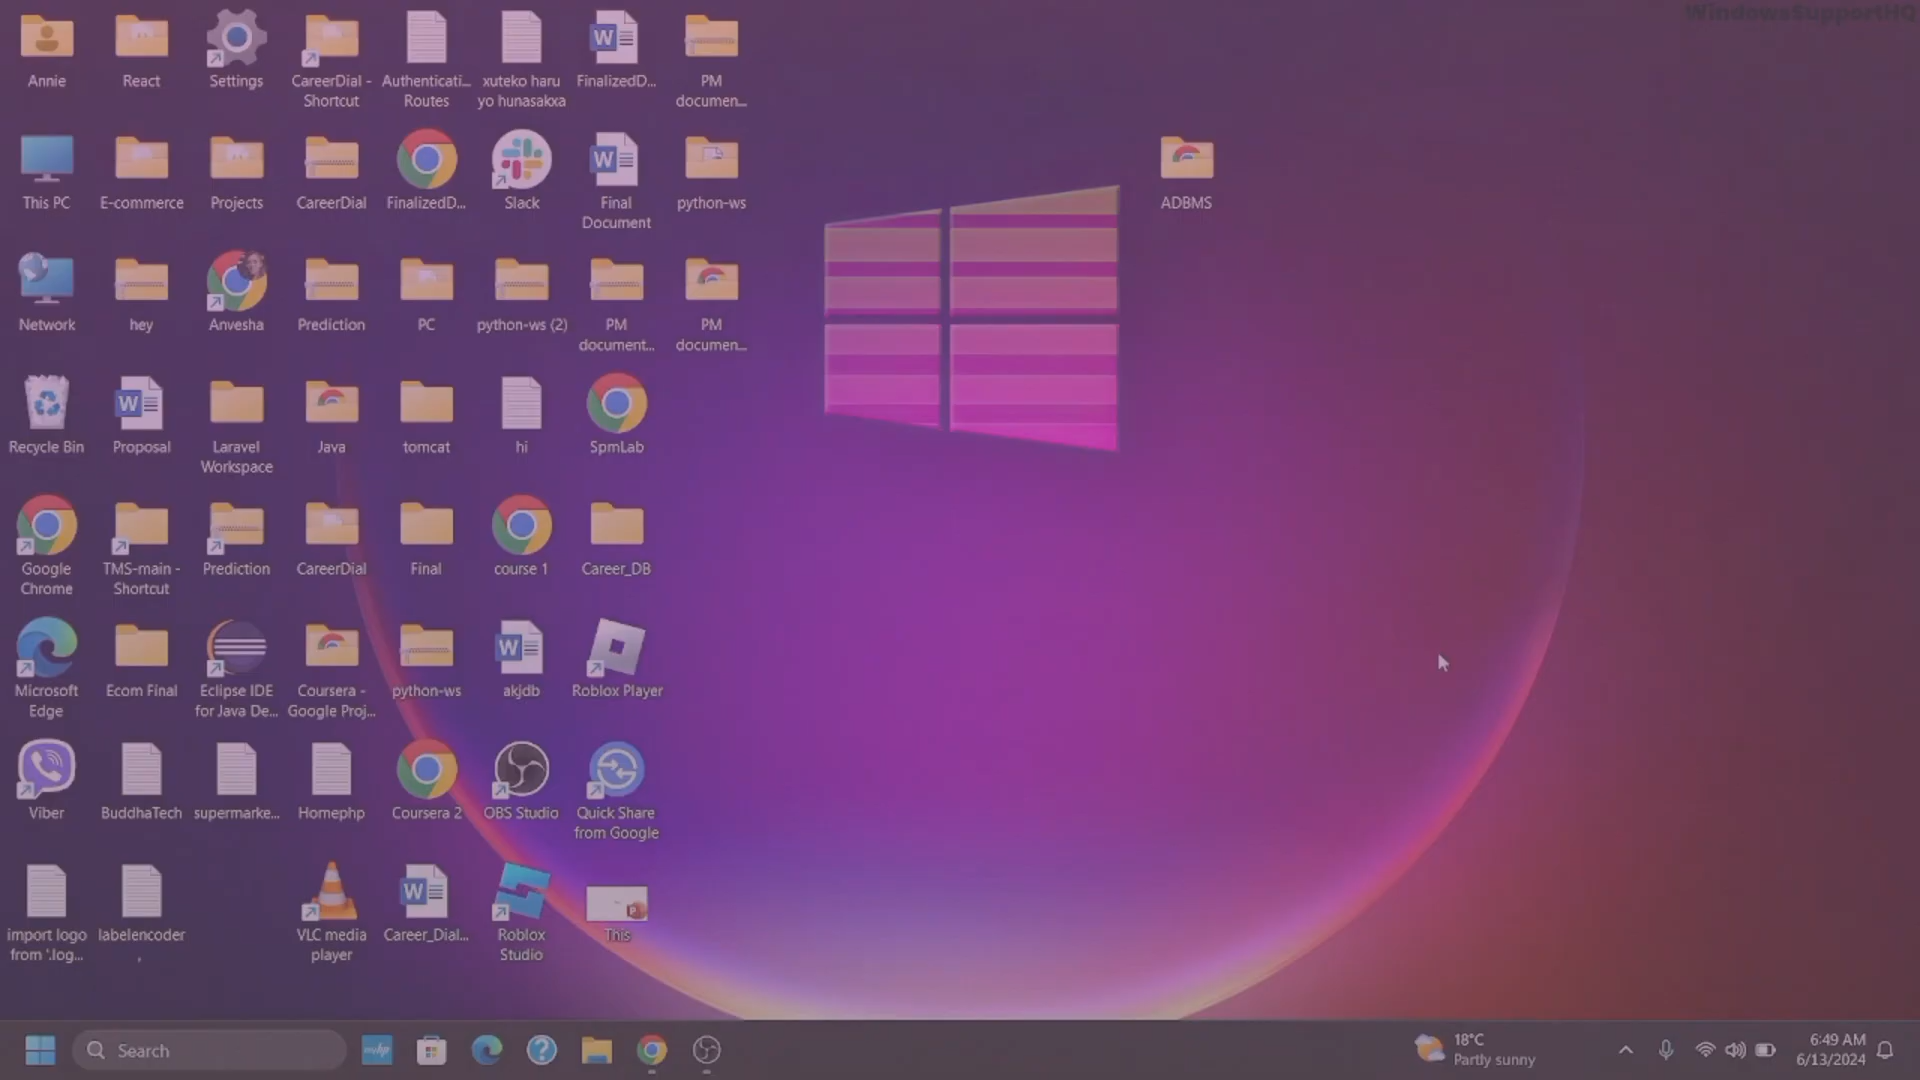 WindowsSupportHQ
Annie
React
Settings
CareerDial -
Shortcut
Authenticati...
Routes
xuteko haru
yo hunasakxa
FinalizedD...
PM
documen...
This PC
E-commerce
Projects
CareerDial
FinalizedD...
Slack
Final
Document
python-ws
ADBMS
Network
hey
Anvesha
Prediction
PC
python-ws (2)
PM
document...
PM
documen...
Recycle Bin
Proposal
Laravel
Workspace
Java
tomcat
hi
SpmLab
Google
Chrome
TMS-main -
Shortcut
Prediction
CareerDial
Final
course 1
Career_DB
Microsoft
Edge
Ecom Final
Eclipse IDE
for Java De...
Coursera -
Google Proj...
python-ws
akjdb
Roblox Player
Viber
BuddhaTech
supermarke...
Homephp
Coursera 2
OBS Studio
Quick Share
from Google
import logo
from '.log...
labelencoder
,
VLC media
player
Career_Dial...
Roblox
Studio
This
Search
myhp
18°C
Partly sunny
6:49 AM
6/13/2024